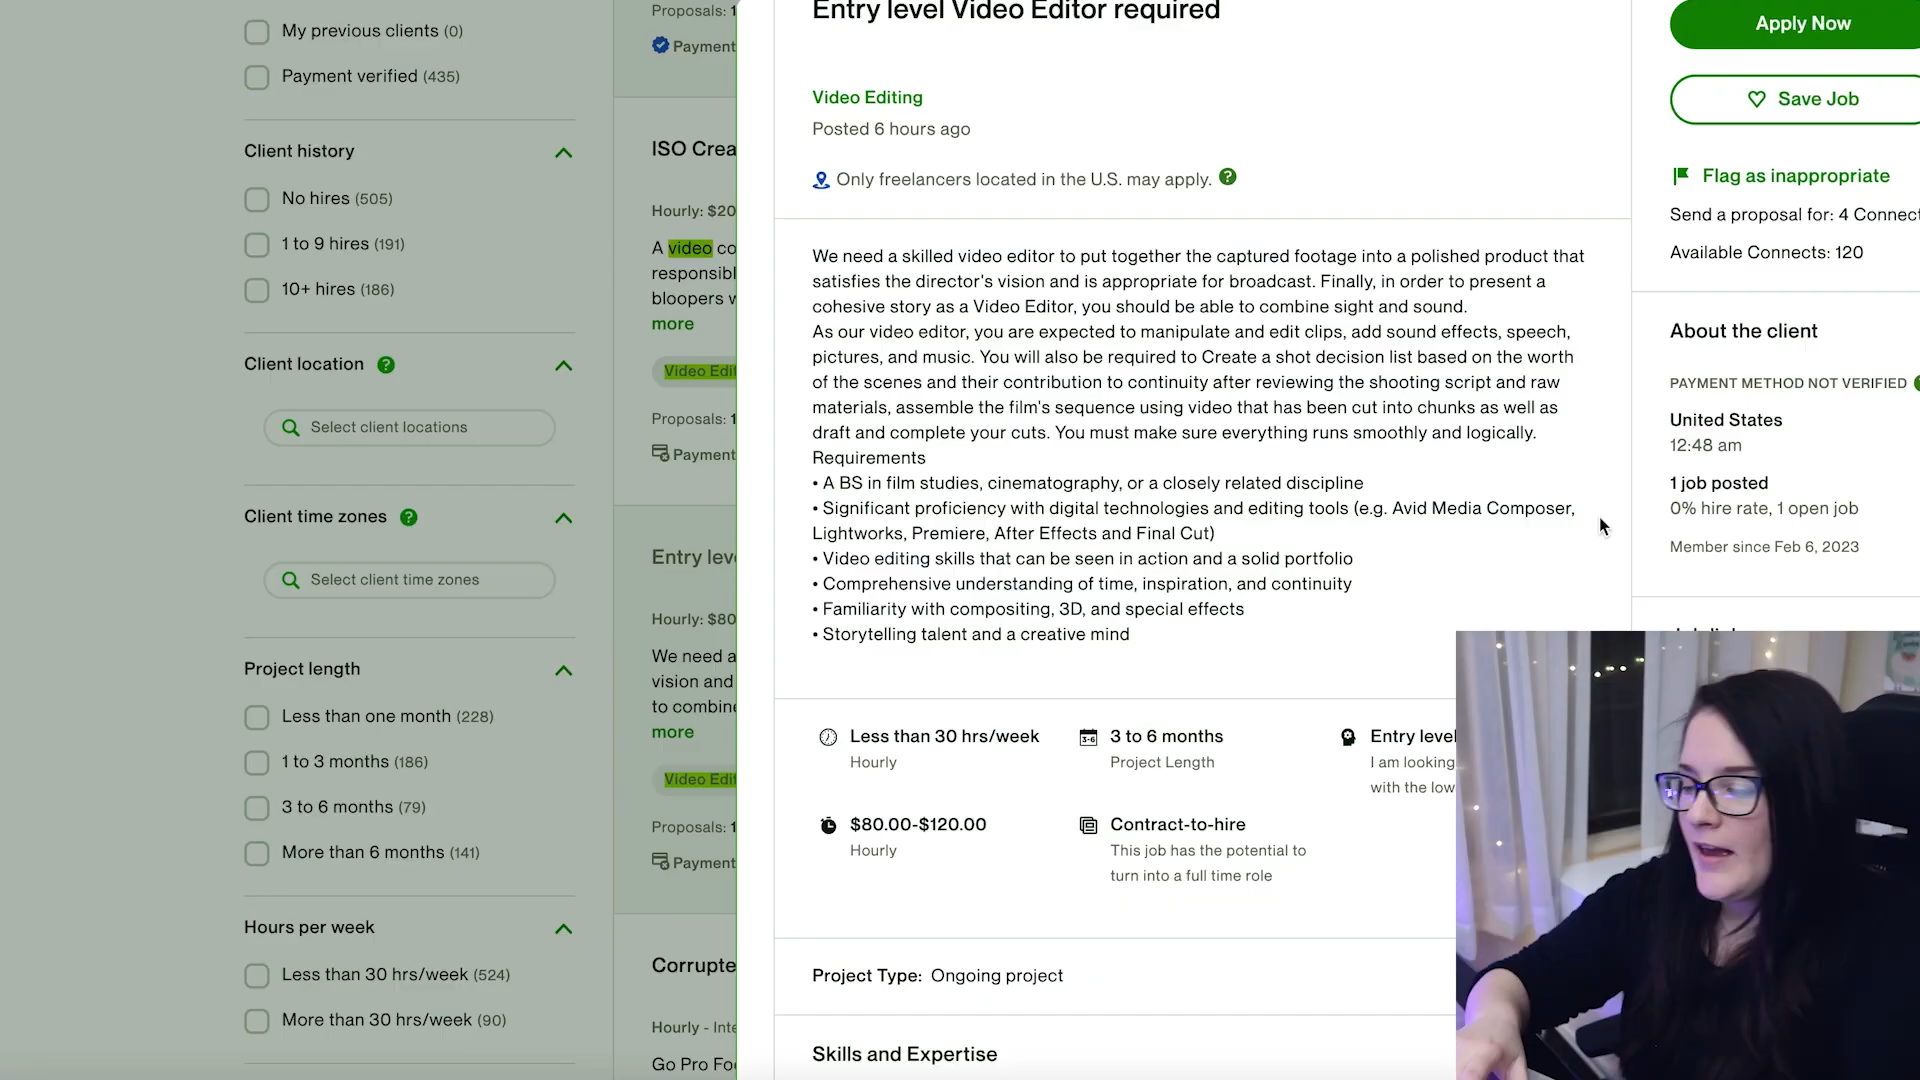 My previous clients (0)
Payment verified (435)
Client history
No hires (505)
1 to 9 hires (191)
10+ hires (186)
Client location
Select client locations
Client time zones
Select client time zones
Project length
Less than one month (228)
1 to 3 months (186)
3 to 6 months (79)
More than 6 months (141)
Hours per week
Less than 30 hrs/week (524)
More than 30 hrs/week (90)
Proposals: 1
Payment
ISO Crea
Hourly: $20
A video co
responsibl
bloopers w
more
Video Edit
Proposals: 1
Payment
Entry leve
Hourly: $80
We need a
vision and
to combine
more
Video Edit
Proposals: 1
Payment
Corrupte
Hourly - Inte
Go Pro Foo
Entry level Video Editor required
Video Editing
Posted 6 hours ago
Only freelancers located in the U.S. may apply.
We need a skilled video editor to put together the captured footage into a polished product that
satisfies the director's vision and is appropriate for broadcast. Finally, in order to present a
cohesive story as a Video Editor, you should be able to combine sight and sound.
As our video editor, you are expected to manipulate and edit clips, add sound effects, speech,
pictures, and music. You will also be required to Create a shot decision list based on the worth
of the scenes and their contribution to continuity after reviewing the shooting script and raw
materials, assemble the film's sequence using video that has been cut into chunks as well as
draft and complete your cuts. You must make sure everything runs smoothly and logically.
Requirements
• A BS in film studies, cinematography, or a closely related discipline
• Significant proficiency with digital technologies and editing tools (e.g. Avid Media Composer,
Lightworks, Premiere, After Effects and Final Cut)
• Video editing skills that can be seen in action and a solid portfolio
• Comprehensive understanding of time, inspiration, and continuity
• Familiarity with compositing, 3D, and special effects
• Storytelling talent and a creative mind
Less than 30 hrs/week
Hourly
3 to 6 months
Project Length
Entry level
I am looking
with the low
$80.00-$120.00
Hourly
Contract-to-hire
This job has the potential to
turn into a full time role
Project Type: Ongoing project
Skills and Expertise
Apply Now
Save Job
Flag as inappropriate
Send a proposal for: 4 Connect
Available Connects: 120
About the client
PAYMENT METHOD NOT VERIFIED
United States
12:48 am
1 job posted
0% hire rate, 1 open job
Member since Feb 6, 2023